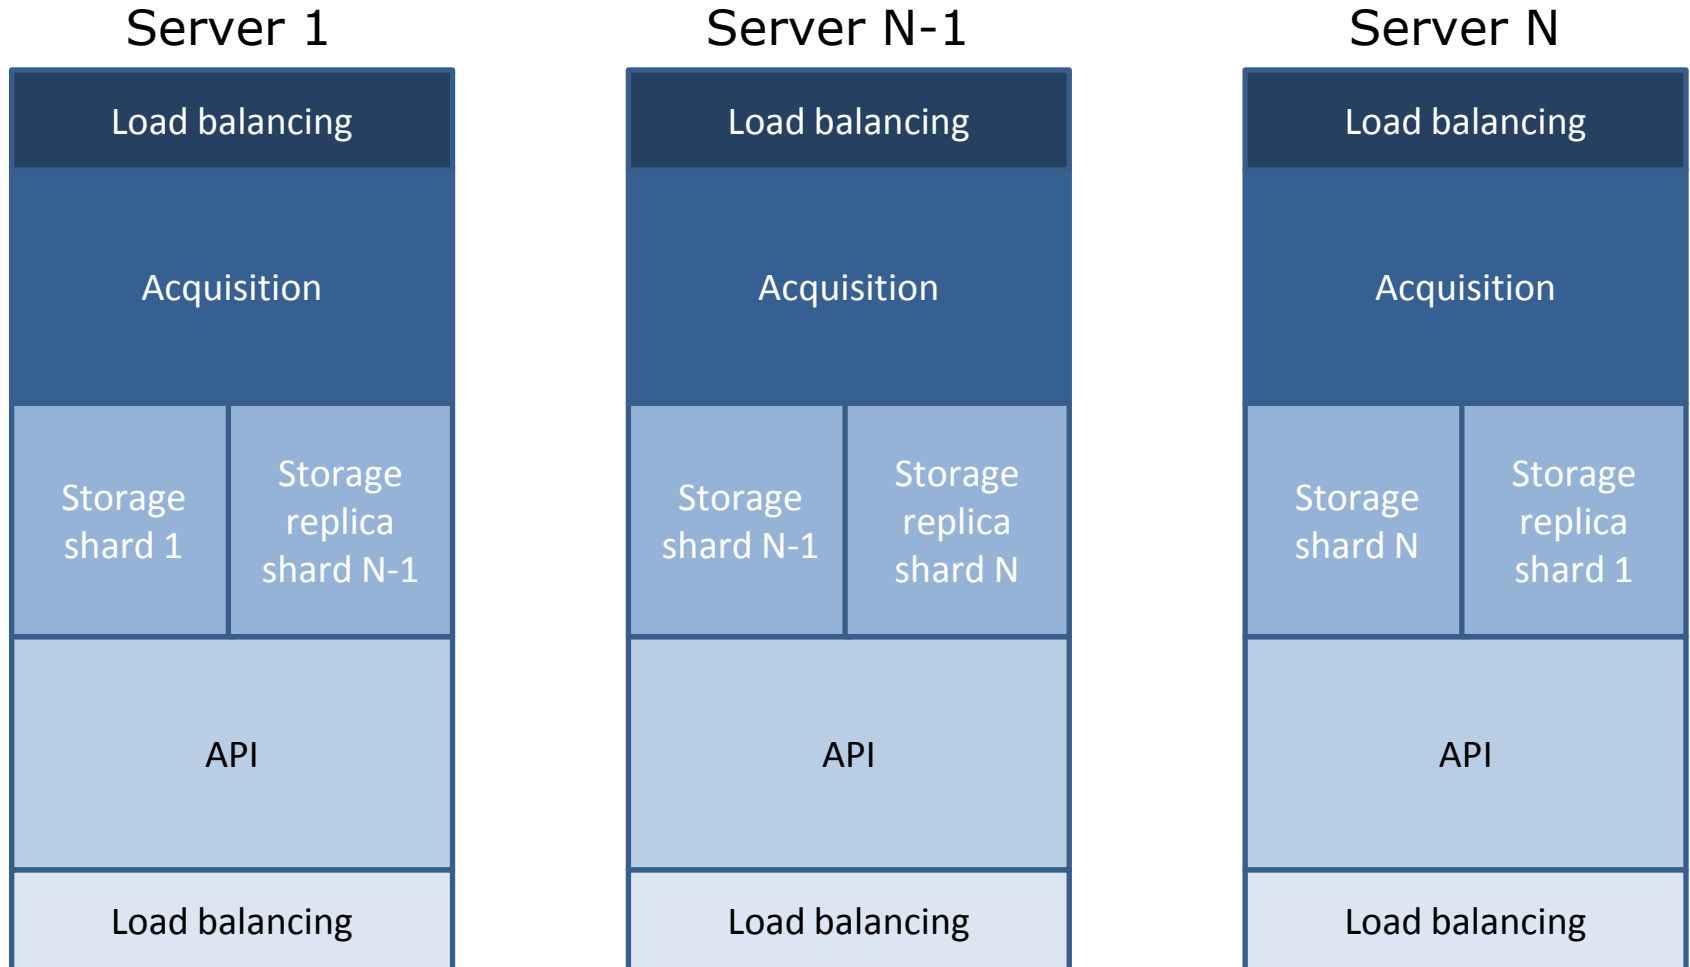 Server 1
Load balancing
Acquisition
Storage
shard 1
Storage
replica
shard N-1
API
Load balancing
Server N-1
Load balancing
Acquisition
Storage
shard N-1
Storage
replica
shard N
API
Load balancing
Server N
Load balancing
Acquisition
Storage
shard N
Storage
replica
shard 1
API
Load balancing